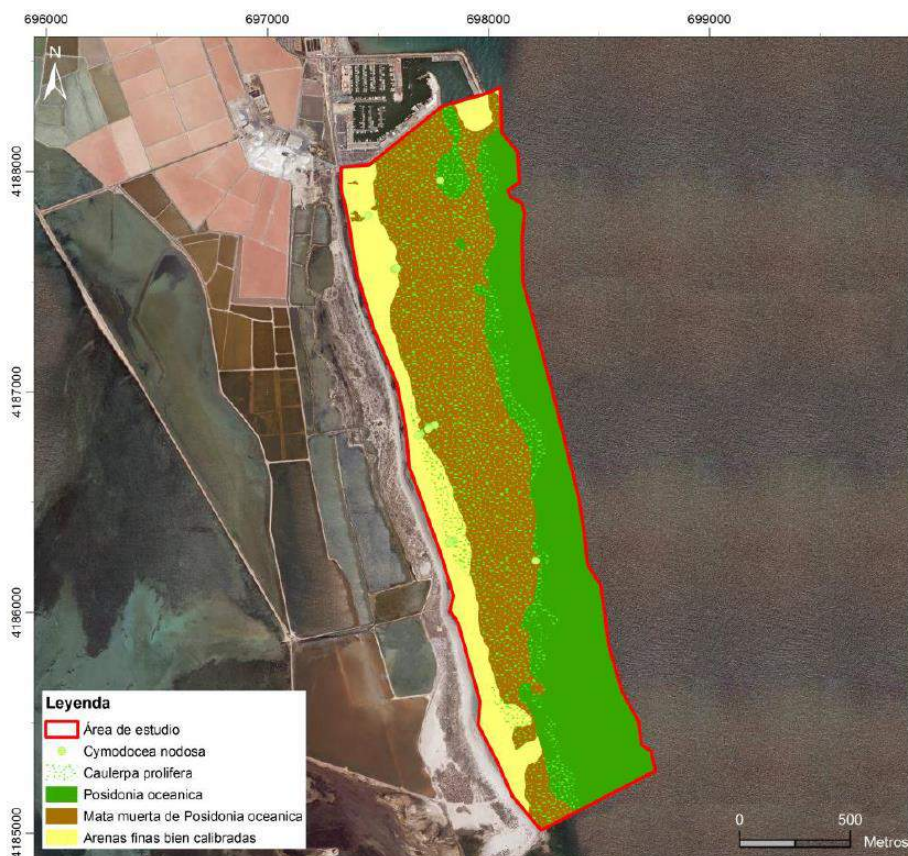 696000 697000 698000 699000
N
4188000
4187000
4186000
4185000
Leyenda
Área de estudio
Cymodocea nodosa
Caulerpa prolifera
Posidonia oceanica
Mata muerta de Posidonia oceanica
Arenas finas bien calibradas
0 500
Metros